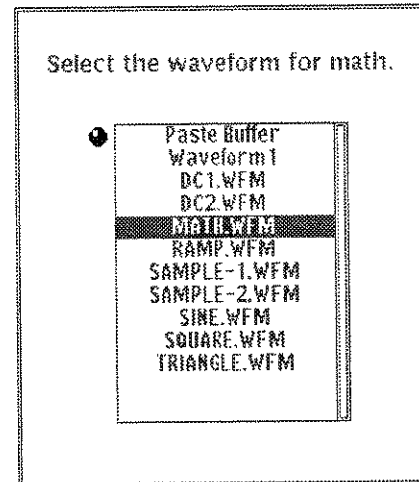 Select the waveform for math.
Paste Buffer
Waveform1
DC1.WFM
DC2.WFM
MATH.WFM
RAMP.WFM
SAMPLE-1.WFM
SAMPLE-2.WFM
SINE.WFM
SQUARE.WFM
TRIANGLE.WFM